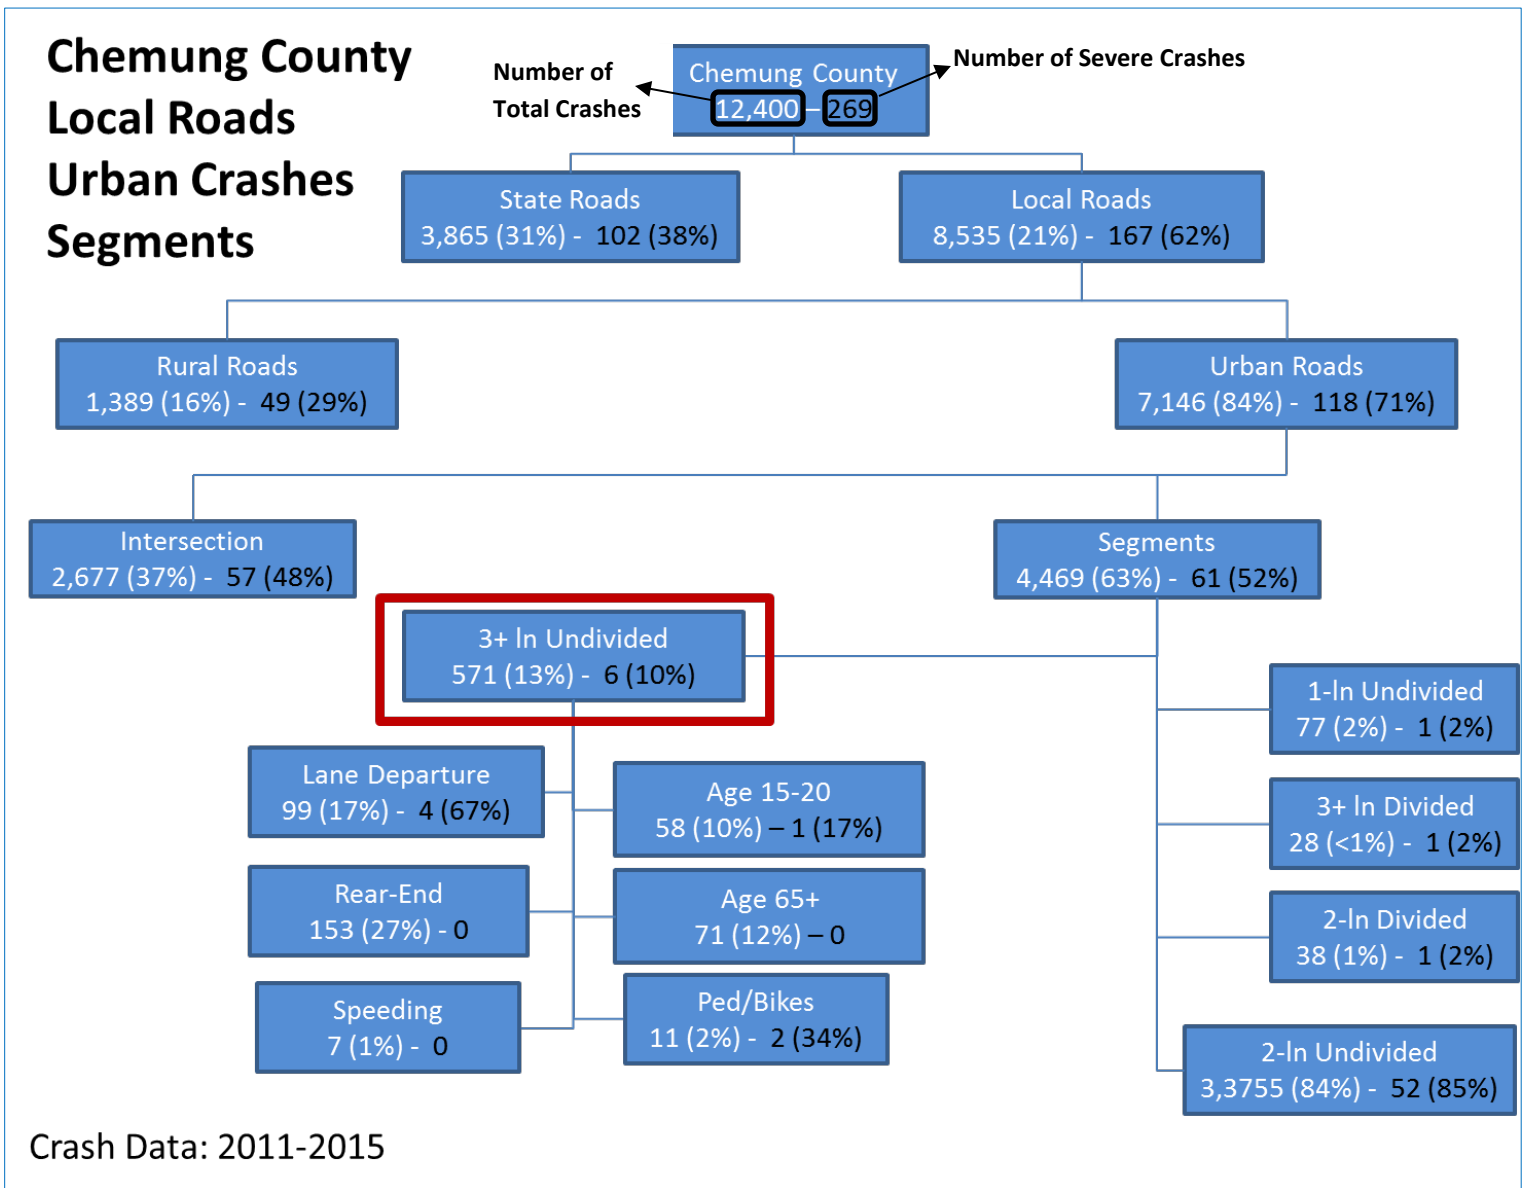 Chemung County
Local Roads
Urban Crashes
Segments
Number of
Total Crashes
Chemung County
12,400 – 269
Number of Severe Crashes
State Roads
3,865 (31%) - 102 (38%)
Local Roads
8,535 (21%) - 167 (62%)
Rural Roads
1,389 (16%) - 49 (29%)
Urban Roads
7,146 (84%) - 118 (71%)
Intersection
2,677 (37%) - 57 (48%)
Segments
4,469 (63%) - 61 (52%)
3+ ln Undivided
571 (13%) - 6 (10%)
Lane Departure
99 (17%) - 4 (67%)
Rear-End
153 (27%) - 0
Speeding
7 (1%) - 0
Age 15-20
58 (10%) – 1 (17%)
Age 65+
71 (12%) – 0
Ped/Bikes
11 (2%) - 2 (34%)
1-ln Undivided
77 (2%) - 1 (2%)
3+ ln Divided
28 (<1%) - 1 (2%)
2-ln Divided
38 (1%) - 1 (2%)
2-ln Undivided
3,3755 (84%) - 52 (85%)
Crash Data: 2011-2015